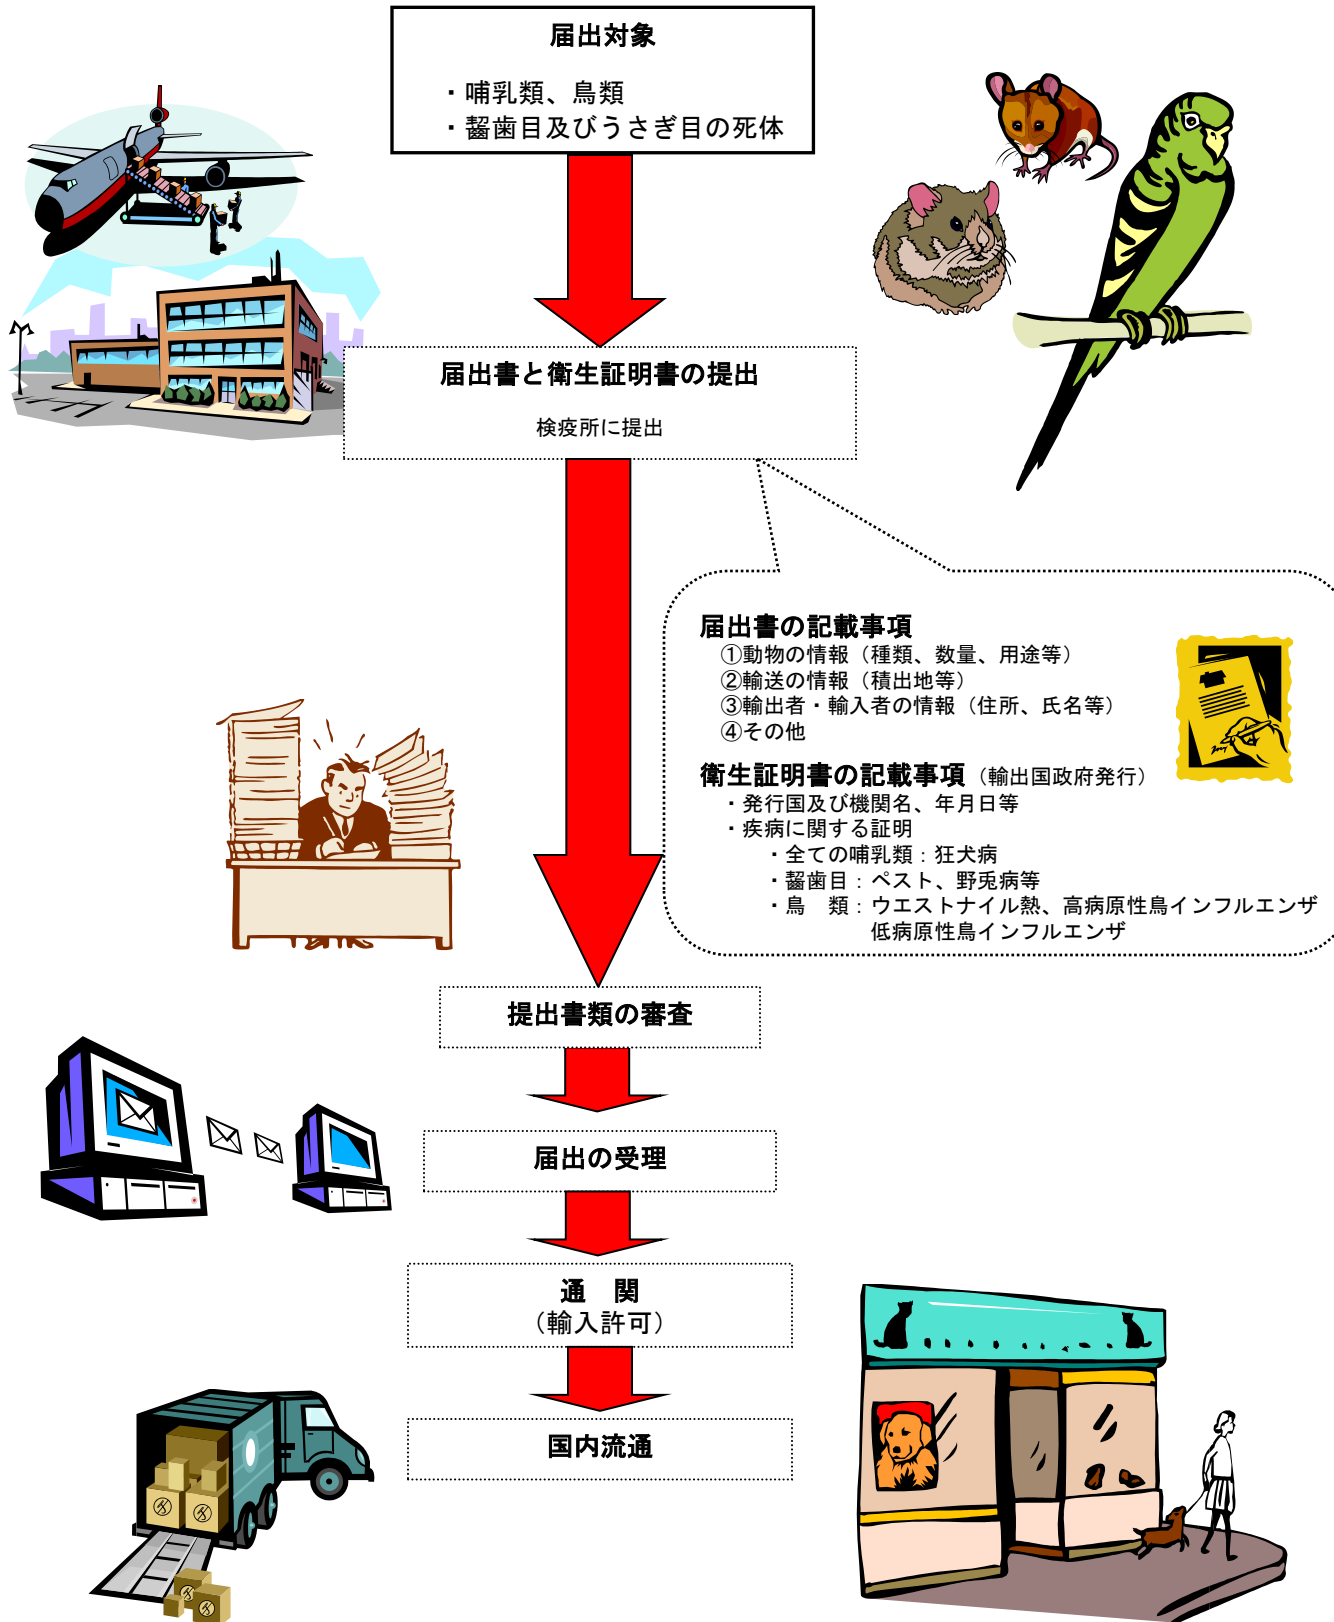 届出対象
・哺乳類、鳥類
・齧歯目及びうさぎ目の死体
届出書と衛生証明書の提出
検疫所に提出
届出書の記載事項
①動物の情報（種類、数量、用途等）
②輸送の情報（積出地等）
③輸出者・輸入者の情報（住所、氏名等）
④その他
衛生証明書の記載事項（輸出国政府発行）
・発行国及び機関名、年月日等
・疾病に関する証明
・全ての哺乳類：狂犬病
・齧歯目：ペスト、野兎病等
・鳥　類：ウエストナイル熱、高病原性鳥インフルエンザ
低病原性鳥インフルエンザ
提出書類の審査
届出の受理
通　関
（輸入許可）
国内流通